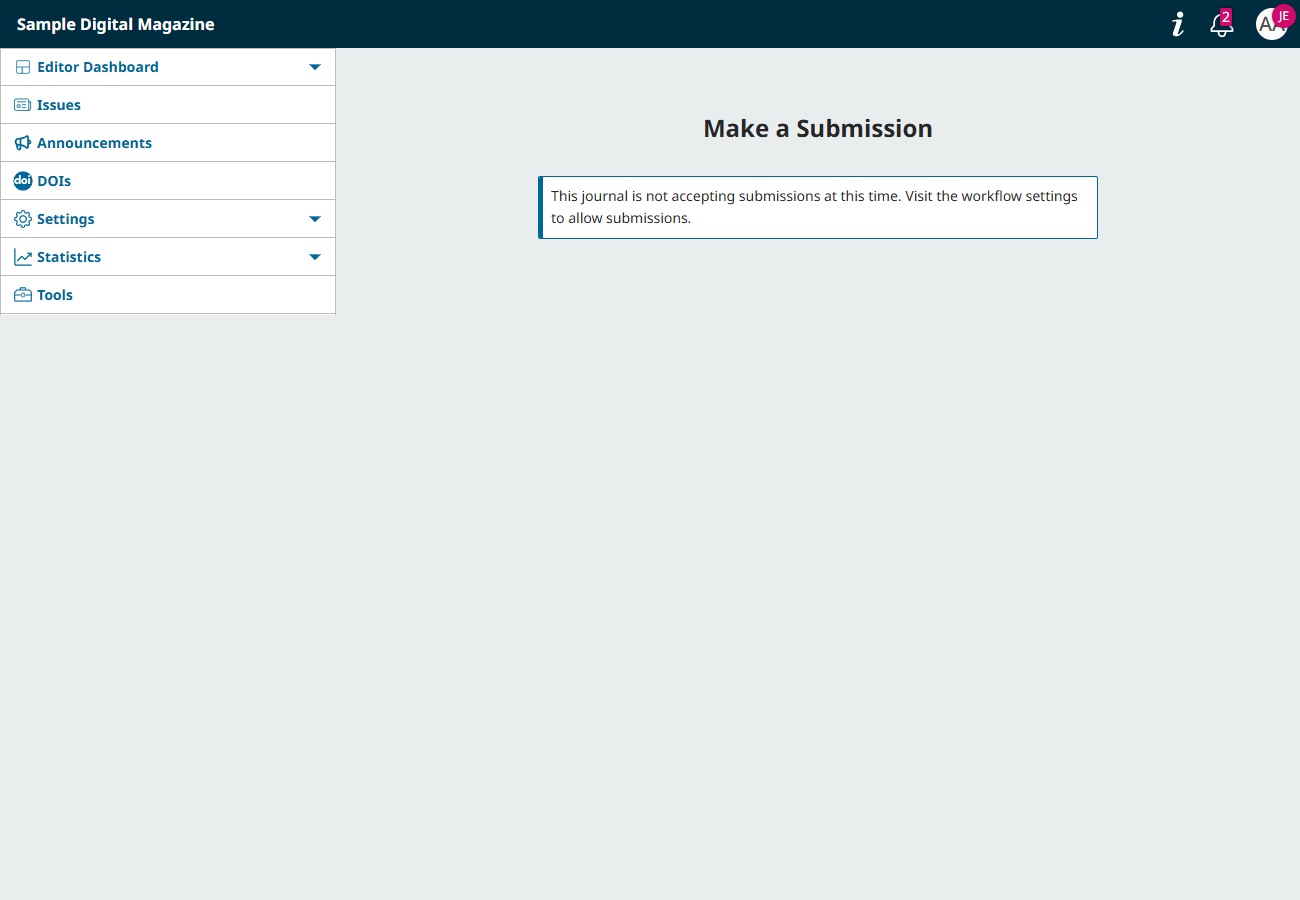 Sample Digital Magazine
2
AA
JE
Editor Dashboard
Issues
Announcements
doi DOIs
Settings
Statistics
Tools
Make a Submission
This journal is not accepting submissions at this time. Visit the workflow settings
to allow submissions.